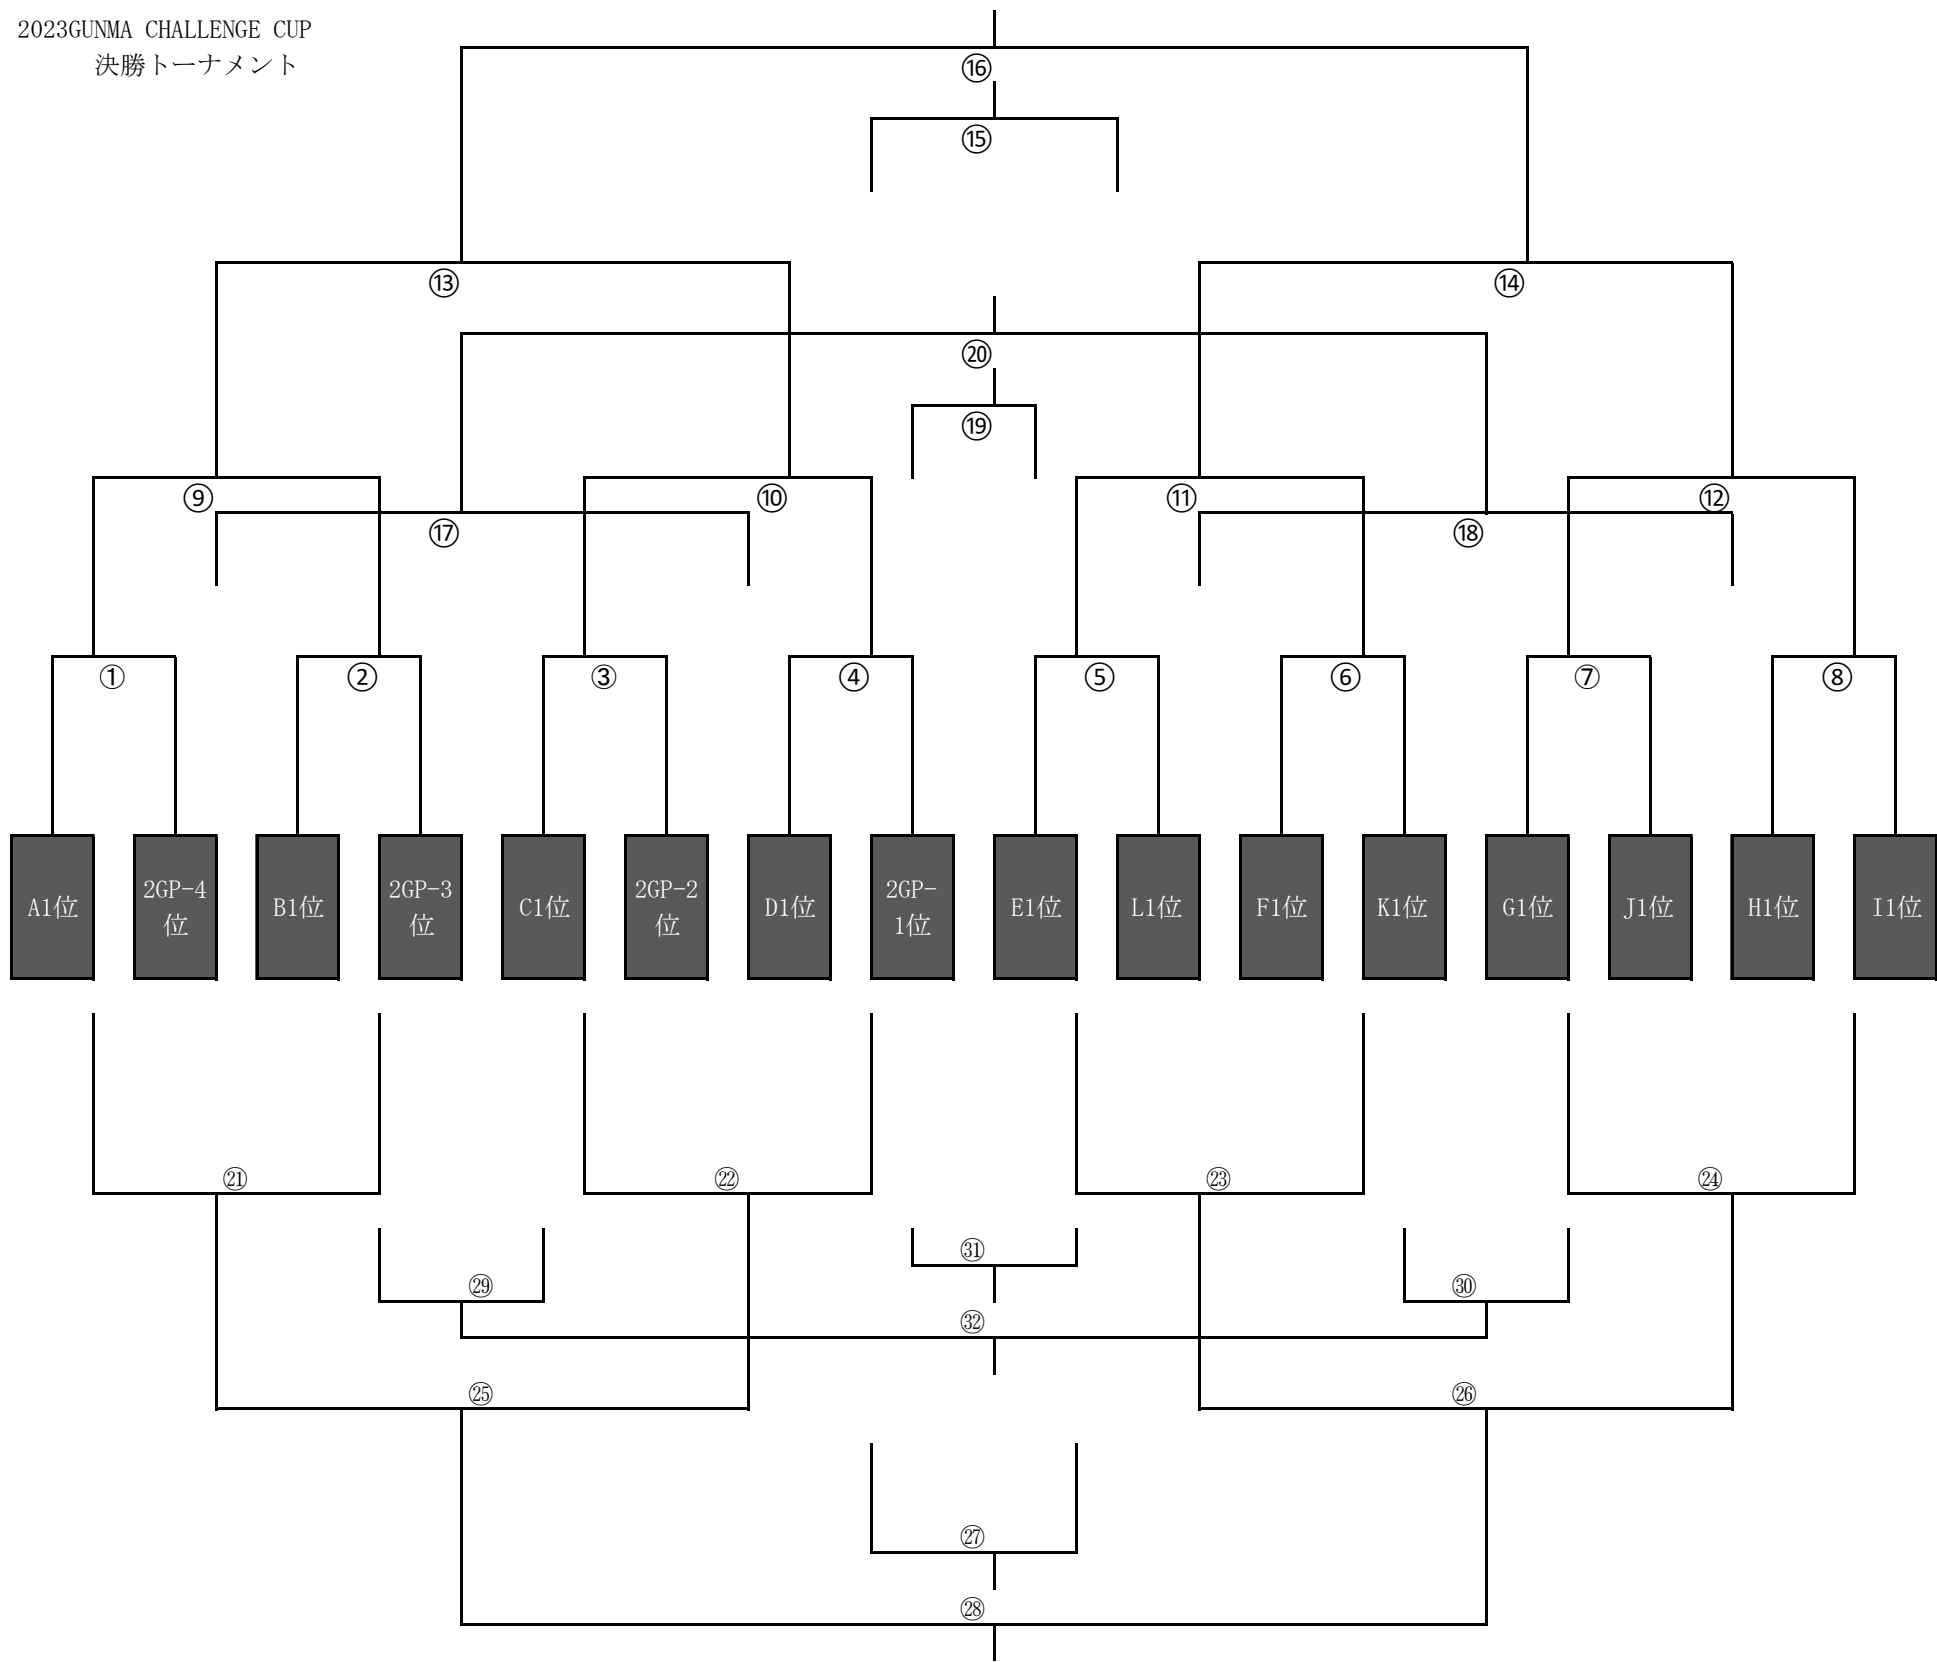 2023GUNMA CHALLENGE CUP
決勝トーナメント
⑯
⑮
⑬
⑭
⑳
⑲
⑨
⑩
⑪
⑫
⑰
⑱
①
②
③
④
⑤
⑥
⑦
⑧
A1位
2GP-4
位
B1位
2GP-3
位
C1位
2GP-2
位
D1位
2GP-
1位
E1位
L1位
F1位
K1位
G1位
J1位
H1位
I1位
㉑
㉒
㉓
㉔
㉛
㉙
㉚
㉜
㉕
㉖
㉗
㉘